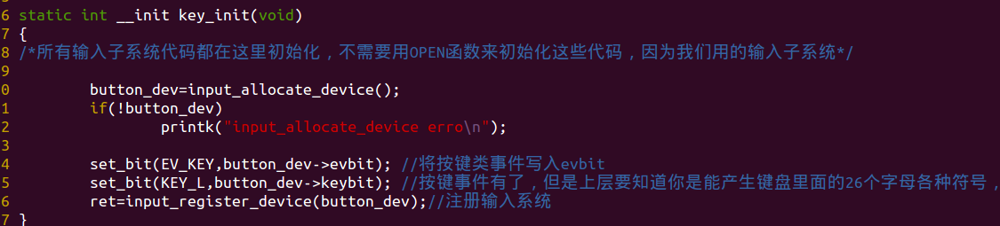 6 static int __init key_init(void)
7 {
8 /*所有输入子系统代码都在这里初始化，不需要用OPEN函数来初始化这些代码，因为我们用的输入子系统*/
9
0         button_dev=input_allocate_device();
1         if(!button_dev)
2                 printk("input_allocate_device erro\n");
3
4         set_bit(EV_KEY,button_dev->evbit); //将按键类事件写入evbit
5         set_bit(KEY_L,button_dev->keybit); //按键事件有了，但是上层要知道你是能产生键盘里面的26个字母各种符号，
6         ret=input_register_device(button_dev);//注册输入系统
7 }